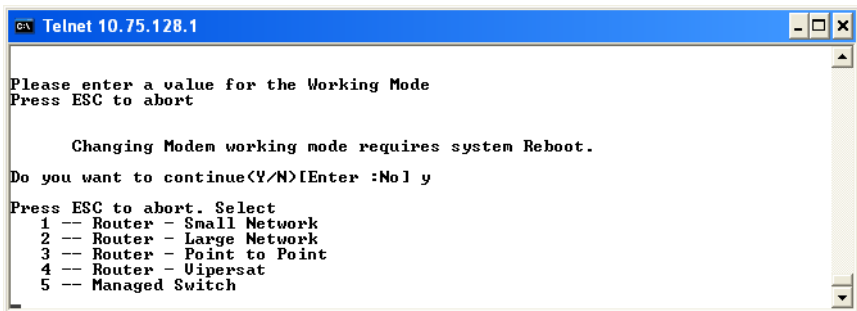 Telnet 10.75.128.1
Please enter a value for the Working Mode
Press ESC to abort
Changing Modem working mode requires system Reboot.
Do you want to continue(Y/N)[Enter :No] y
Press ESC to abort. Select
1 -- Router - Small Network
2 -- Router - Large Network
3 -- Router - Point to Point
4 -- Router - Vipersat
5 -- Managed Switch